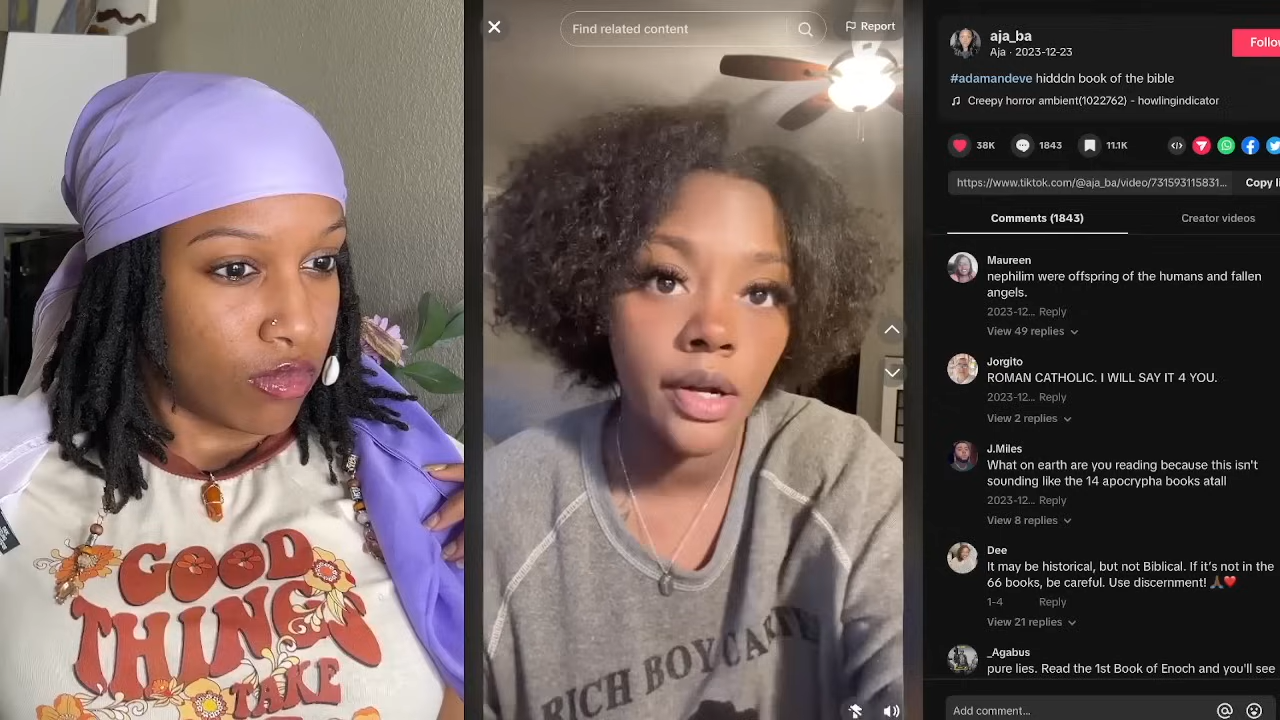 GOOD
THINGS
TAKE
Find related content
Report
RICH BOY
aja_ba
Aja · 2023-12-23
Follo
#adamandeve hidddn book of the bible
Creepy horror ambient(1022762) - howlingindicator
38K
1843
11.1K
https://www.tiktok.com/@aja_ba/video/731593115831...
Copy li
Comments (1843)
Creator videos
Maureen
nephilim were offspring of the humans and fallen
angels.
2023-12... Reply
View 49 replies
Jorgito
ROMAN CATHOLIC. I WILL SAY IT 4 YOU.
2023-12... Reply
View 2 replies
J.Miles
What on earth are you reading because this isn't
sounding like the 14 apocrypha books atall
2023-12... Reply
View 8 replies
Dee
It may be historical, but not Biblical. If it's not in the
66 books, be careful. Use discernment! 🙏🏾❤️
1-4 Reply
View 21 replies
_Agabus
pure lies. Read the 1st Book of Enoch and you'll see
Add comment...